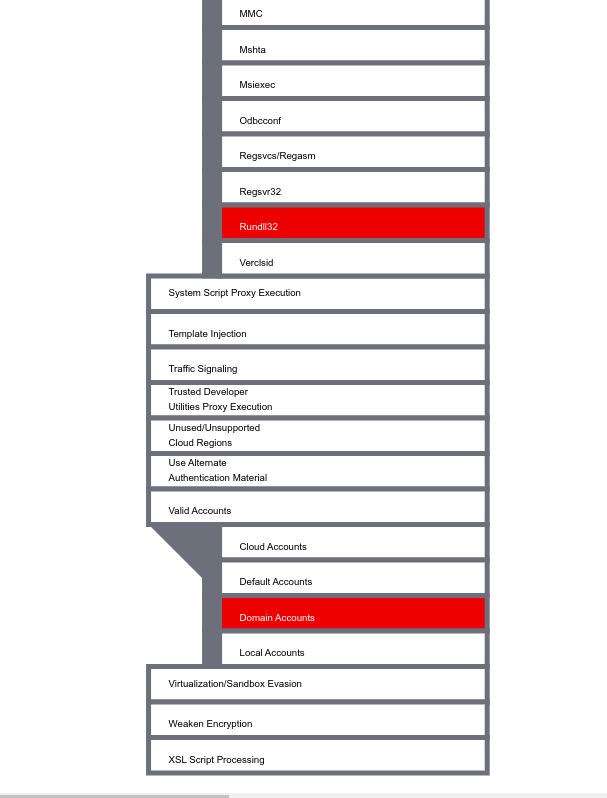 MMC
Mshta
Msiexec
Odbcconf
Regsvcs/Regasm
Regsvr32
Rundll32
Verclsid
System Script Proxy Execution
Template Injection
Traffic Signaling
Trusted Developer
Utilities Proxy Execution
Unused/Unsupported
Cloud Regions
Use Alternate
Authentication Material
Valid Accounts
Cloud Accounts
Default Accounts
Domain Accounts
Local Accounts
Virtualization/Sandbox Evasion
Weaken Encryption
XSL Script Processing